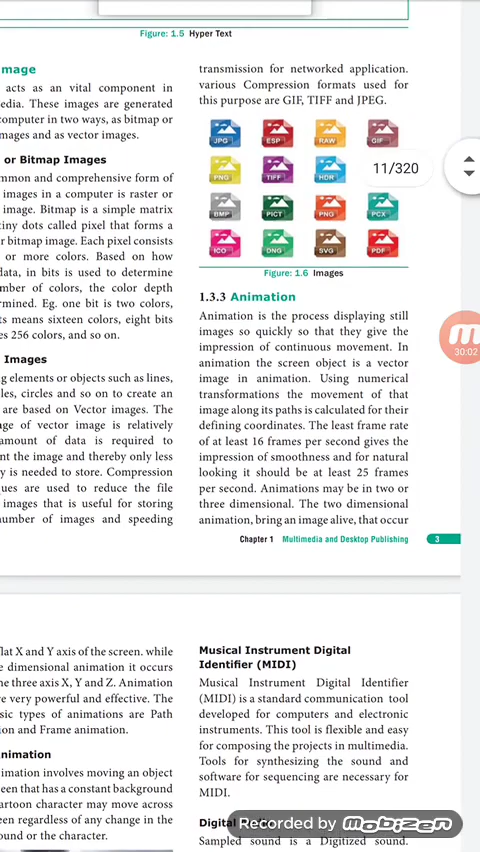 Figure: 1.5 Hyper Text
mage
acts as an vital component in
edia. These images are generated
computer in two ways, as bitmap or
mages and as vector images.
or Bitmap Images
mmon and comprehensive form of
images in a computer is raster or
image. Bitmap is a simple matrix
tiny dots called pixel that forms a
r bitmap image. Each pixel consists
or more colors. Based on how
data, in bits is used to determine
mber of colors, the color depth
rmined. Eg. one bit is two colors,
ts means sixteen colors, eight bits
es 256 colors, and so on.
Images
g elements or objects such as lines,
les, circles and so on to create an
are based on Vector images. The
age of vector image is relatively
amount of data is required to
nt the image and thereby only less
y is needed to store. Compression
ques are used to reduce the file
images that is useful for storing
number of images and speeding
transmission for networked application.
various Compression formats used for
this purpose are GIF, TIFF and JPEG.
JPG ESP RAW GIF
PNG TIFF HDR
BMP PICT PNG PCX
ICO DNG SVG PDF
11/320
Figure: 1.6 Images
1.3.3 Animation
Animation is the process displaying still
images so quickly so that they give the
impression of continuous movement. In
animation the screen object is a vector
image in animation. Using numerical
transformations the movement of that
image along its paths is calculated for their
defining coordinates. The least frame rate
of at least 16 frames per second gives the
impression of smoothness and for natural
looking it should be at least 25 frames
per second. Animations may be in two or
three dimensional. The two dimensional
animation, bring an image alive, that occur
30:02
Chapter 1 Multimedia and Desktop Publishing 3
flat X and Y axis of the screen. while
e dimensional animation it occurs
he three axis X, Y and Z. Animation
re very powerful and effective. The
sic types of animations are Path
ion and Frame animation.
nimation
imation involves moving an object
een that has a constant background
artoon character may move across
een regardless of any change in the
ound or the character.
Musical Instrument Digital
Identifier (MIDI)
Musical Instrument Digital Identifier
(MIDI) is a standard communication tool
developed for computers and electronic
instruments. This tool is flexible and easy
for composing the projects in multimedia.
Tools for synthesizing the sound and
software for sequencing are necessary for
MIDI.
Digital
Sampled sound is a Digitized sound.
Recorded by Mobizen